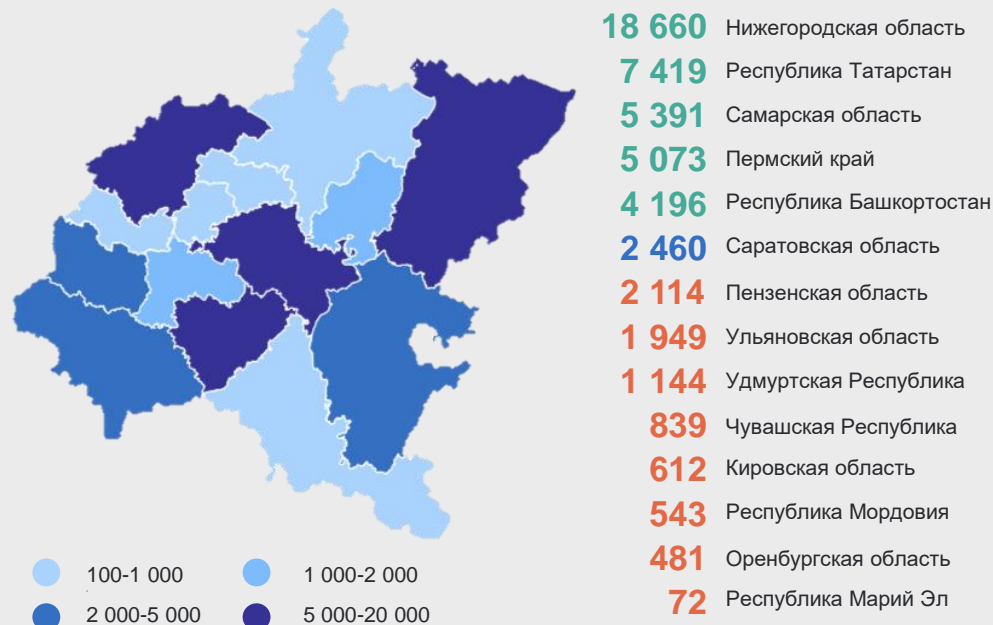 18 660 Нижегородская область
7 419 Республика Татарстан
5 391 Самарская область
5 073 Пермский край
4 196 Республика Башкортостан
2 460 Саратовская область
2 114 Пензенская область
1 949 Ульяновская область
1 144 Удмуртская Республика
839 Чувашская Республика
612 Кировская область
543 Республика Мордовия
481 Оренбургская область
72 Республика Марий Эл
100-1 000 1 000-2 000
2 000-5 000 5 000-20 000